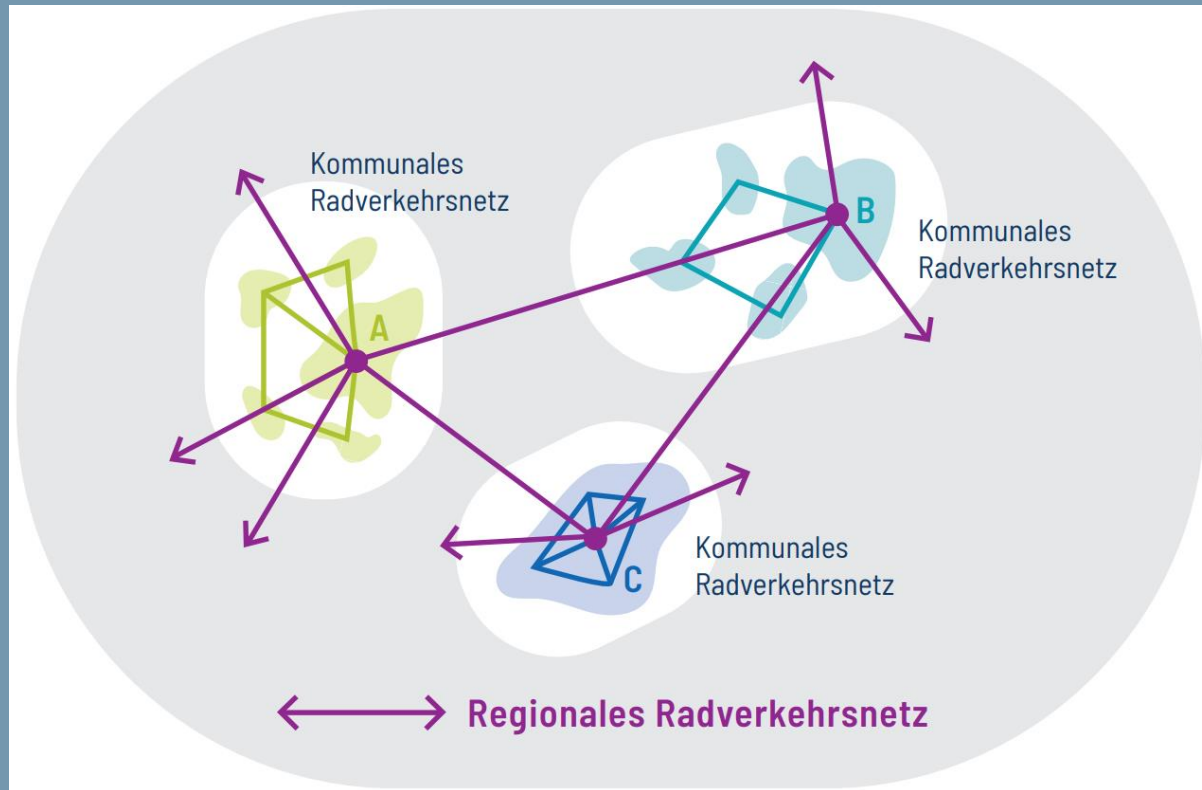 Kommunales
Radverkehrsnetz
A
B
Kommunales
Radverkehrsnetz
C
Kommunales
Radverkehrsnetz
Regionales Radverkehrsnetz